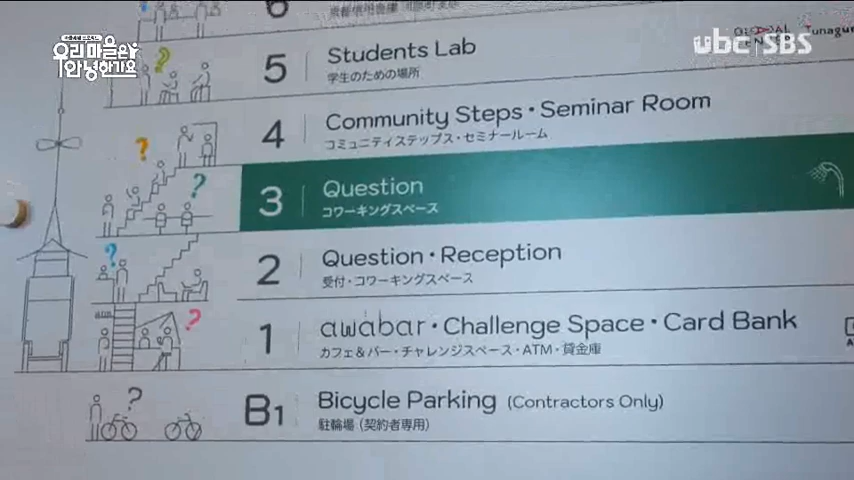 우리마을은
안녕한가요
ubc SBS
6
5 Students Lab
学生のための場所
4 Community Steps・Seminar Room
コミュニティステップス・セミナールーム
3 Question
コワーキングスペース
2 Question・Reception
受付・コワーキングスペース
1 awabar・Challenge Space・Card Bank
カフェ＆バー・チャレンジスペース・ATM・貸金庫
B1 Bicycle Parking (Contractors Only)
駐輪場（契約者専用）